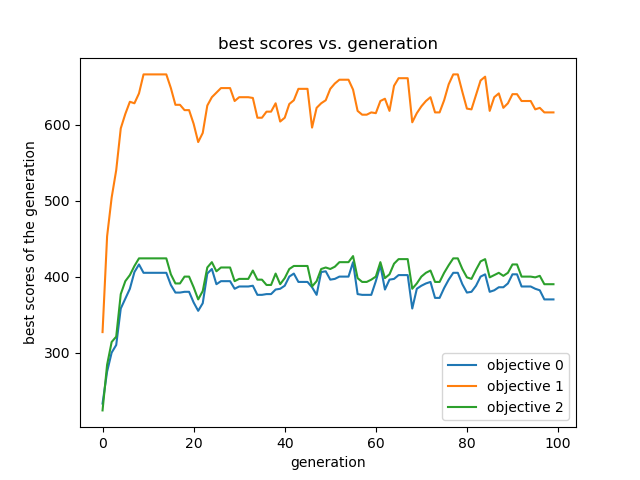 best scores vs. generation
best scores of the generation
600
500
400
300
0 20 40 60 80 100
generation
objective 0
objective 1
objective 2